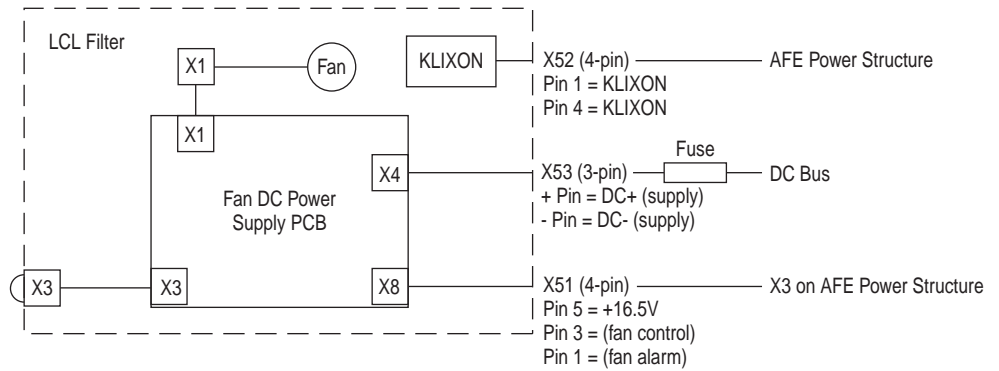 LCL Filter
X1
Fan
KLIXON
X52 (4-pin)
AFE Power Structure
Pin 1 = KLIXON
Pin 4 = KLIXON
X1
Fuse
X4
X53 (3-pin)
DC Bus
+ Pin = DC+ (supply)
- Pin = DC- (supply)
Fan DC Power
Supply PCB
X3
X3
X8
X51 (4-pin)
X3 on AFE Power Structure
Pin 5 = +16.5V
Pin 3 = (fan control)
Pin 1 = (fan alarm)